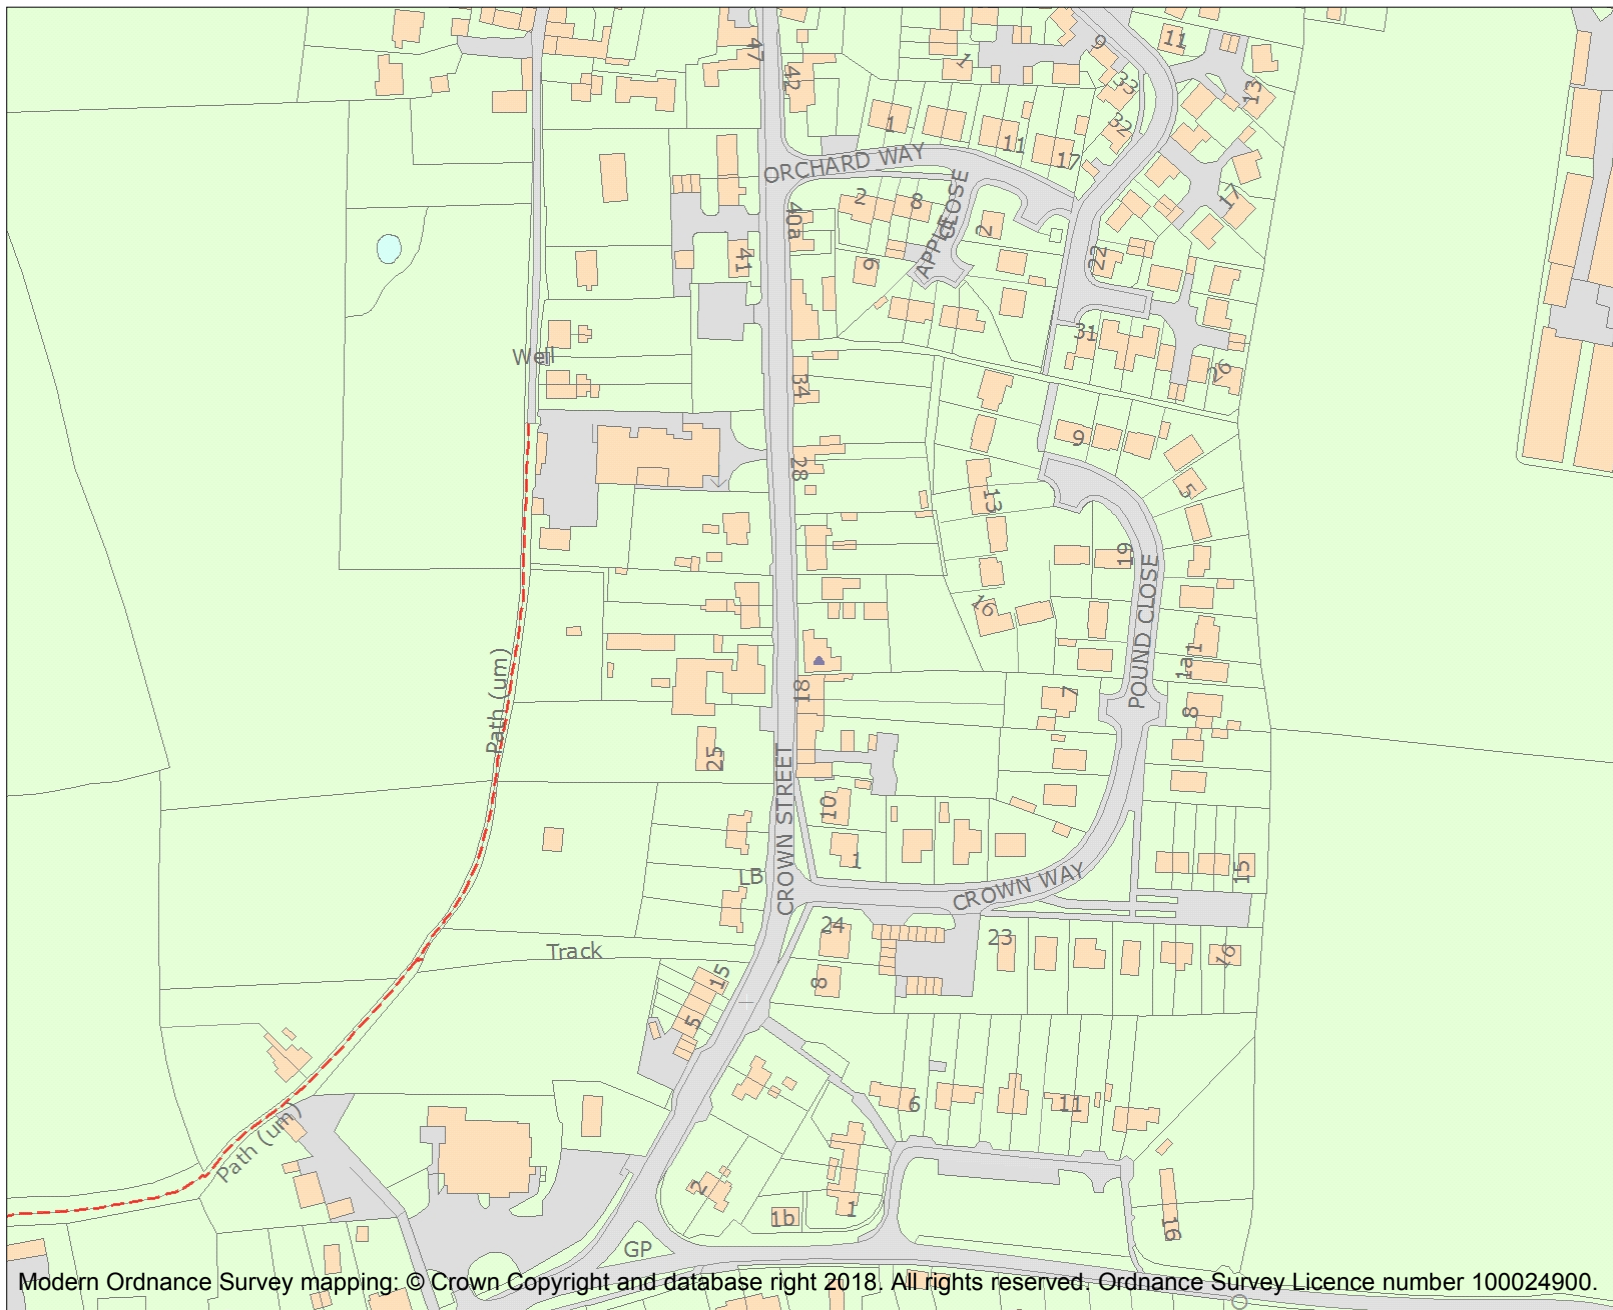 47
42
1
9
33
11
13
32
1
11
17
ORCHARD WAY
APPLE
CLOSE
2
8
2
17
40a
41
9
22
31
26
Well
34
28
9
5
13
19
16
POUND CLOSE
1a
1
Path (um)
18
7
8
25
10
CROWN STREET
1
LB
CROWN WAY
15
24
23
16
Track
15
8
5
6
11
Path (um)
2
1b
1
16
GP
Modern Ordnance Survey mapping: © Crown Copyright and database right 2018. All rights reserved. Ordnance Survey Licence number 100024900.